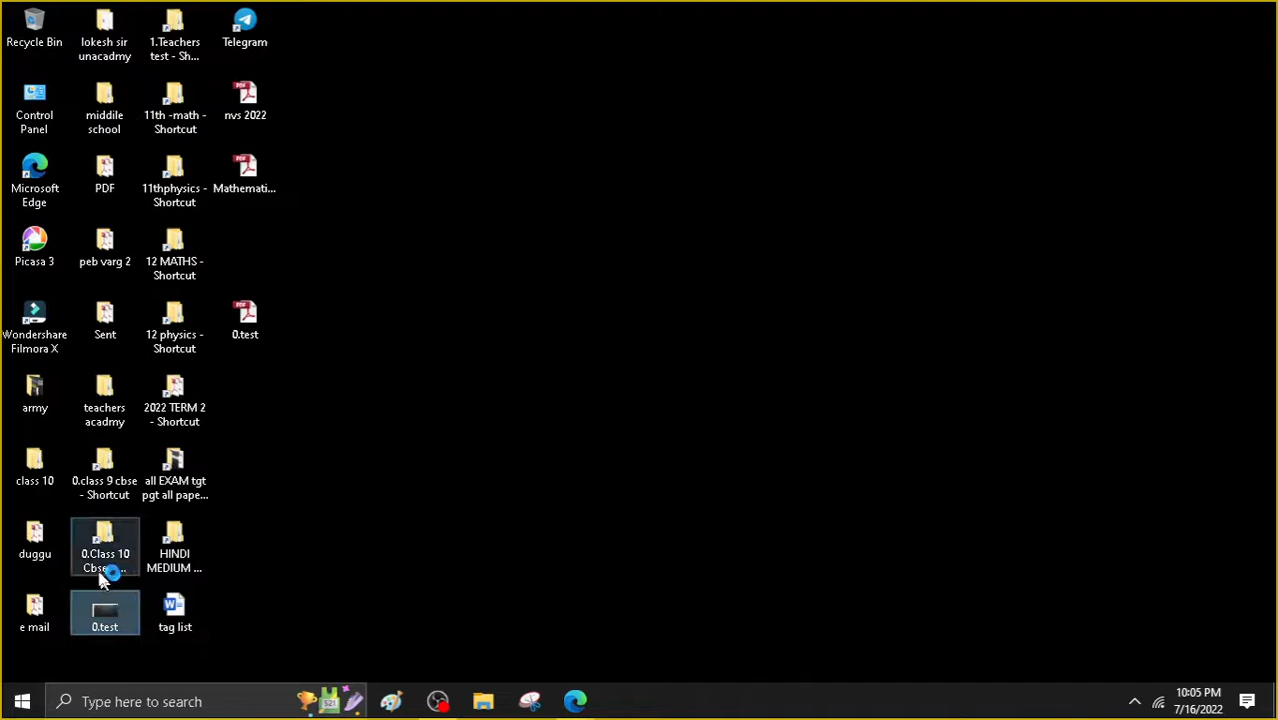 Recycle Bin
lokesh sir
unacadmy
1.Teachers
test - Sh...
Telegram
Control
Panel
middile
school
11th -math -
Shortcut
PDF
nvs 2022
Microsoft
Edge
PDF
11thphysics -
Shortcut
PDF
Mathemati...
Picasa 3
peb varg 2
12 MATHS -
Shortcut
Wondershare
Filmora X
Sent
12 physics -
Shortcut
PDF
0.test
army
teachers
acadmy
2022 TERM 2
- Shortcut
class 10
0.class 9 cbse
- Shortcut
all EXAM tgt
pgt all pape...
duggu
0.Class 10
HINDI
MEDIUM ...
e mail
0.test
W
tag list
Type here to search
521
10:05 PM
7/16/2022